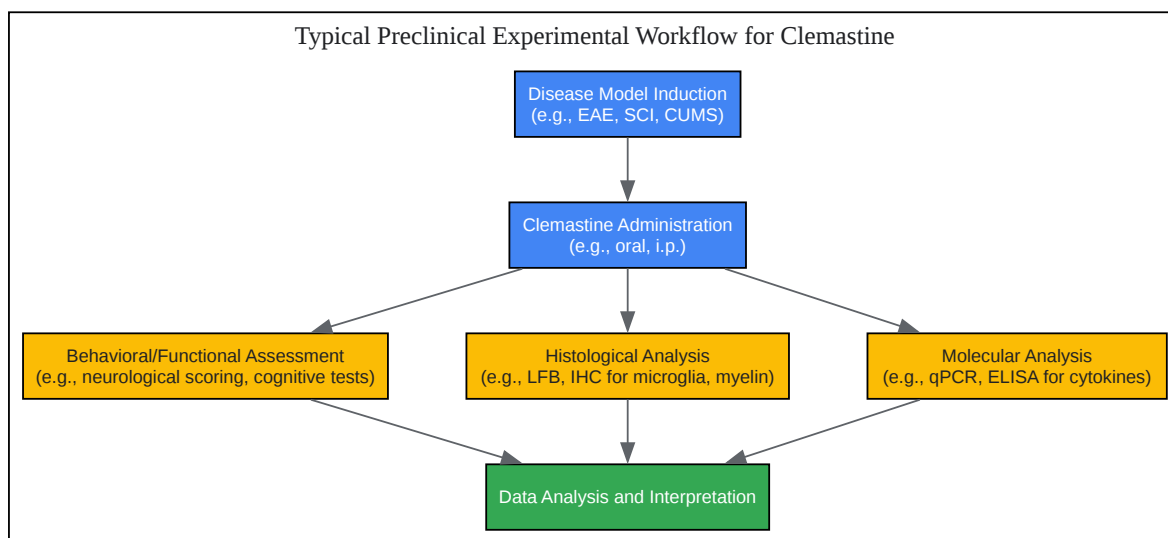 Typical Preclinical Experimental Workflow for Clemastine
Disease Model Induction
(e.g., EAE, SCI, CUMS)
Clemastine Administration
(e.g., oral, i.p.)
Behavioral/Functional Assessment
(e.g., neurological scoring, cognitive tests)
Histological Analysis
(e.g., LFB, IHC for microglia, myelin)
Molecular Analysis
(e.g., qPCR, ELISA for cytokines)
Data Analysis and Interpretation